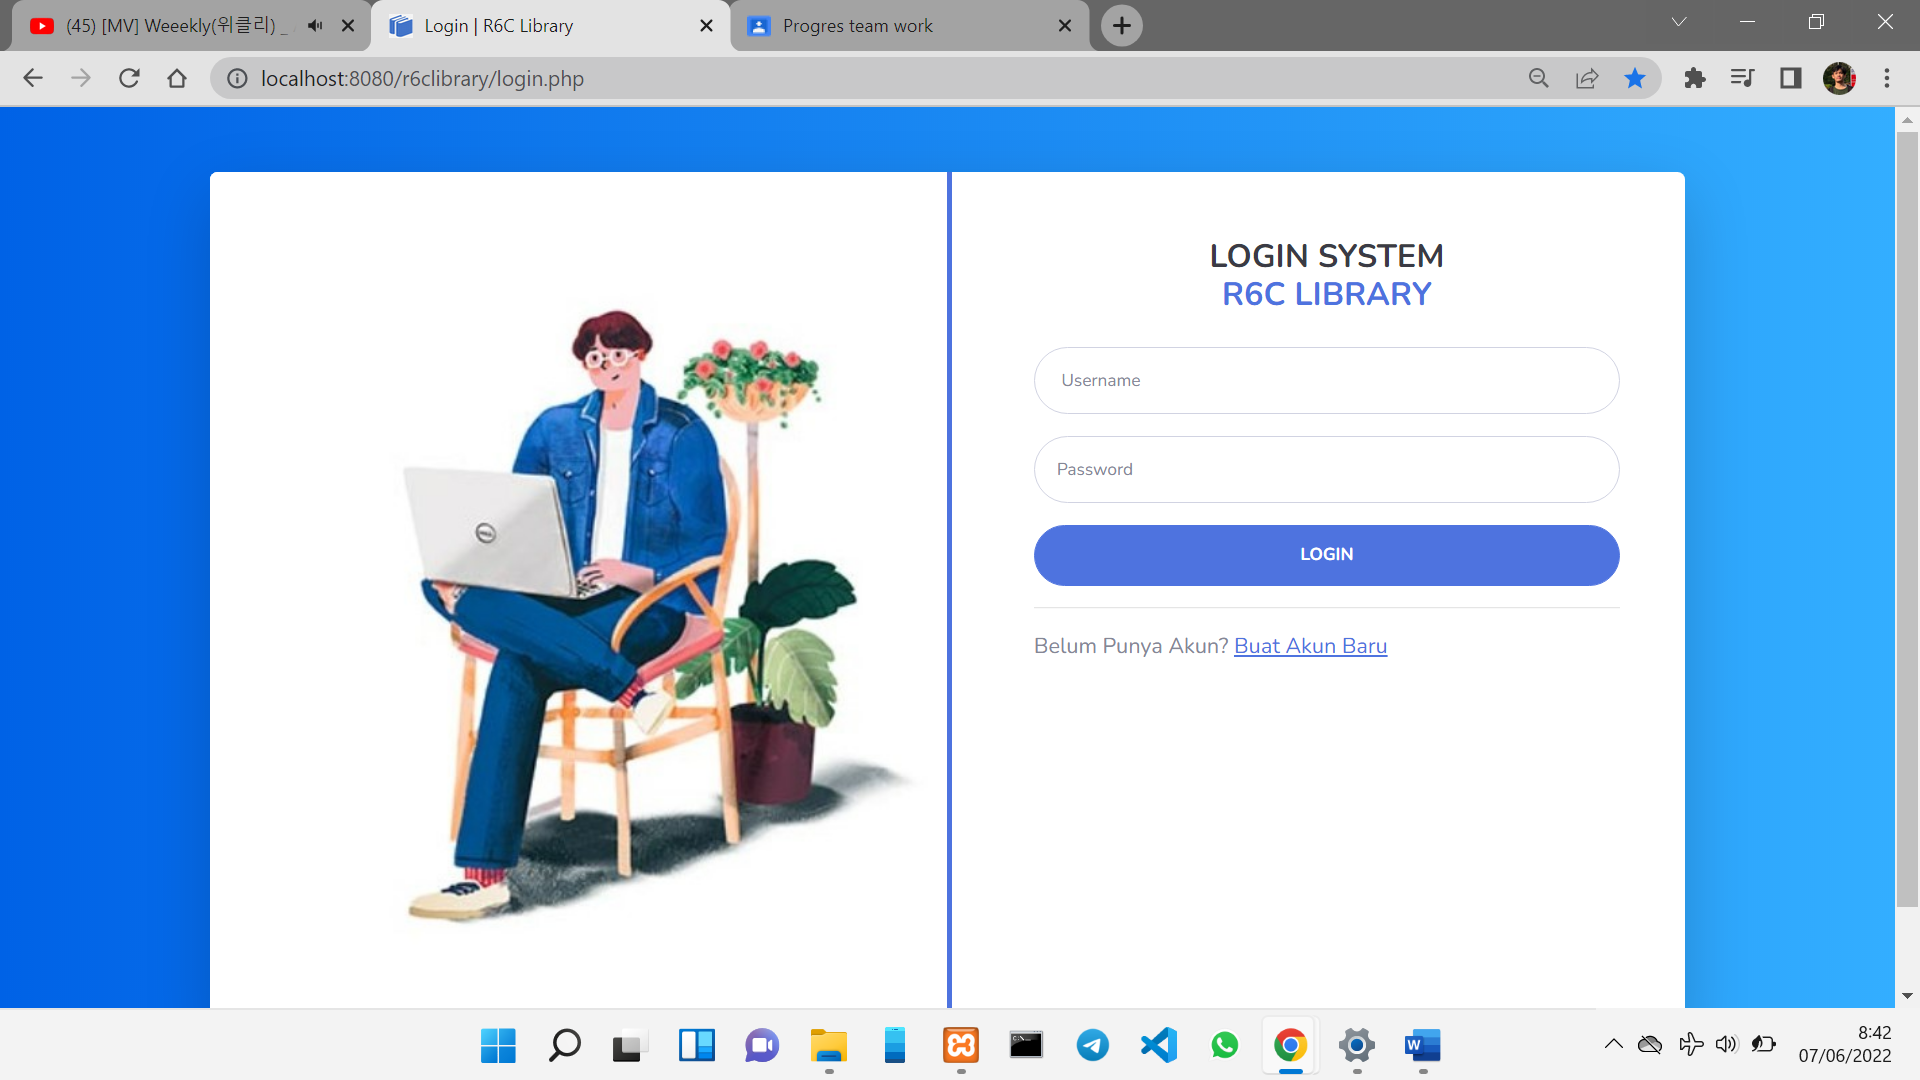 (45) [MV] Weeekly(위클리) _
Login | R6C Library
Progres team work
localhost:8080/r6clibrary/login.php
LOGIN SYSTEM
R6C LIBRARY
Username
Password
LOGIN
Belum Punya Akun? Buat Akun Baru
8:42
07/06/2022